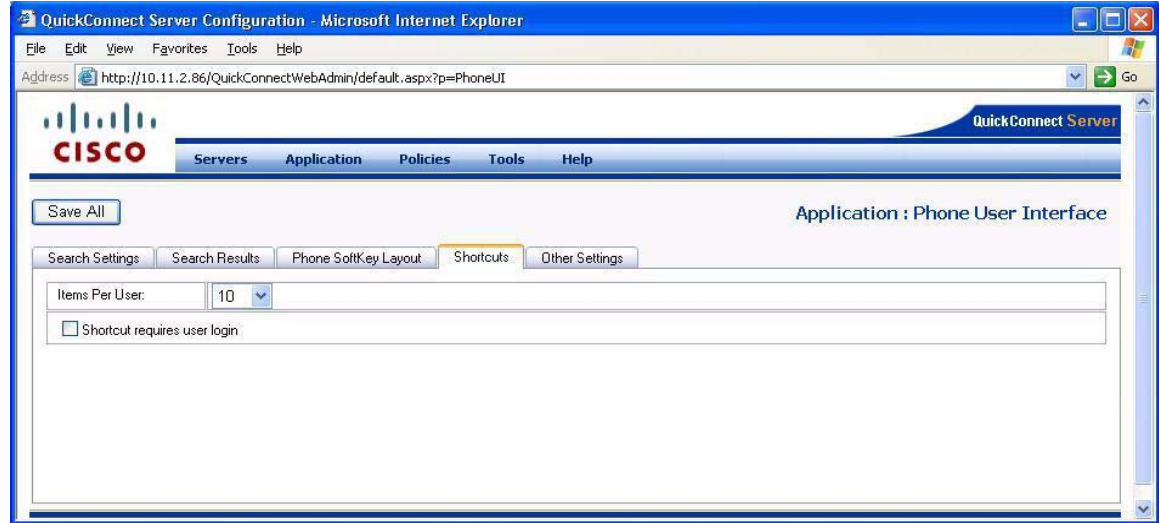 QuickConnect Server Configuration - Microsoft Internet Explorer
File Edit View Favorites Tools Help
Address http://10.11.2.86/QuickConnectWebAdmin/default.aspx?p=PhoneUI Go
QuickConnect Server
CISCO
Servers Application Policies Tools Help
Save All
Application : Phone User Interface
Search Settings Search Results Phone SoftKey Layout Shortcuts Other Settings
Items Per User: 10
Shortcut requires user login